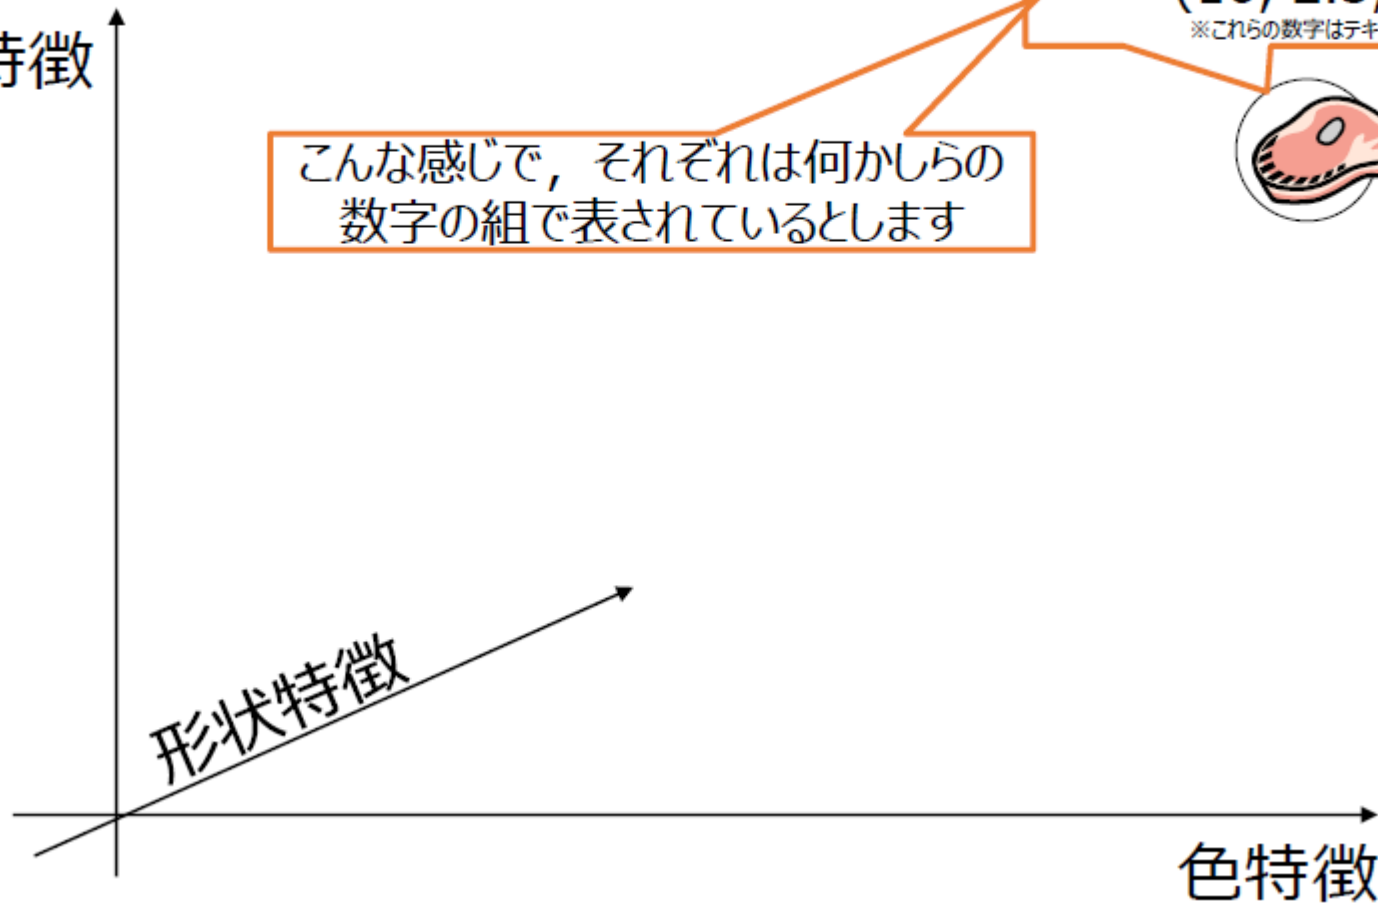 特徴
※これらの数字はテキ
こんな感じで，それぞれは何かしらの
数字の組で表されているとします
形状特徴
色特徴